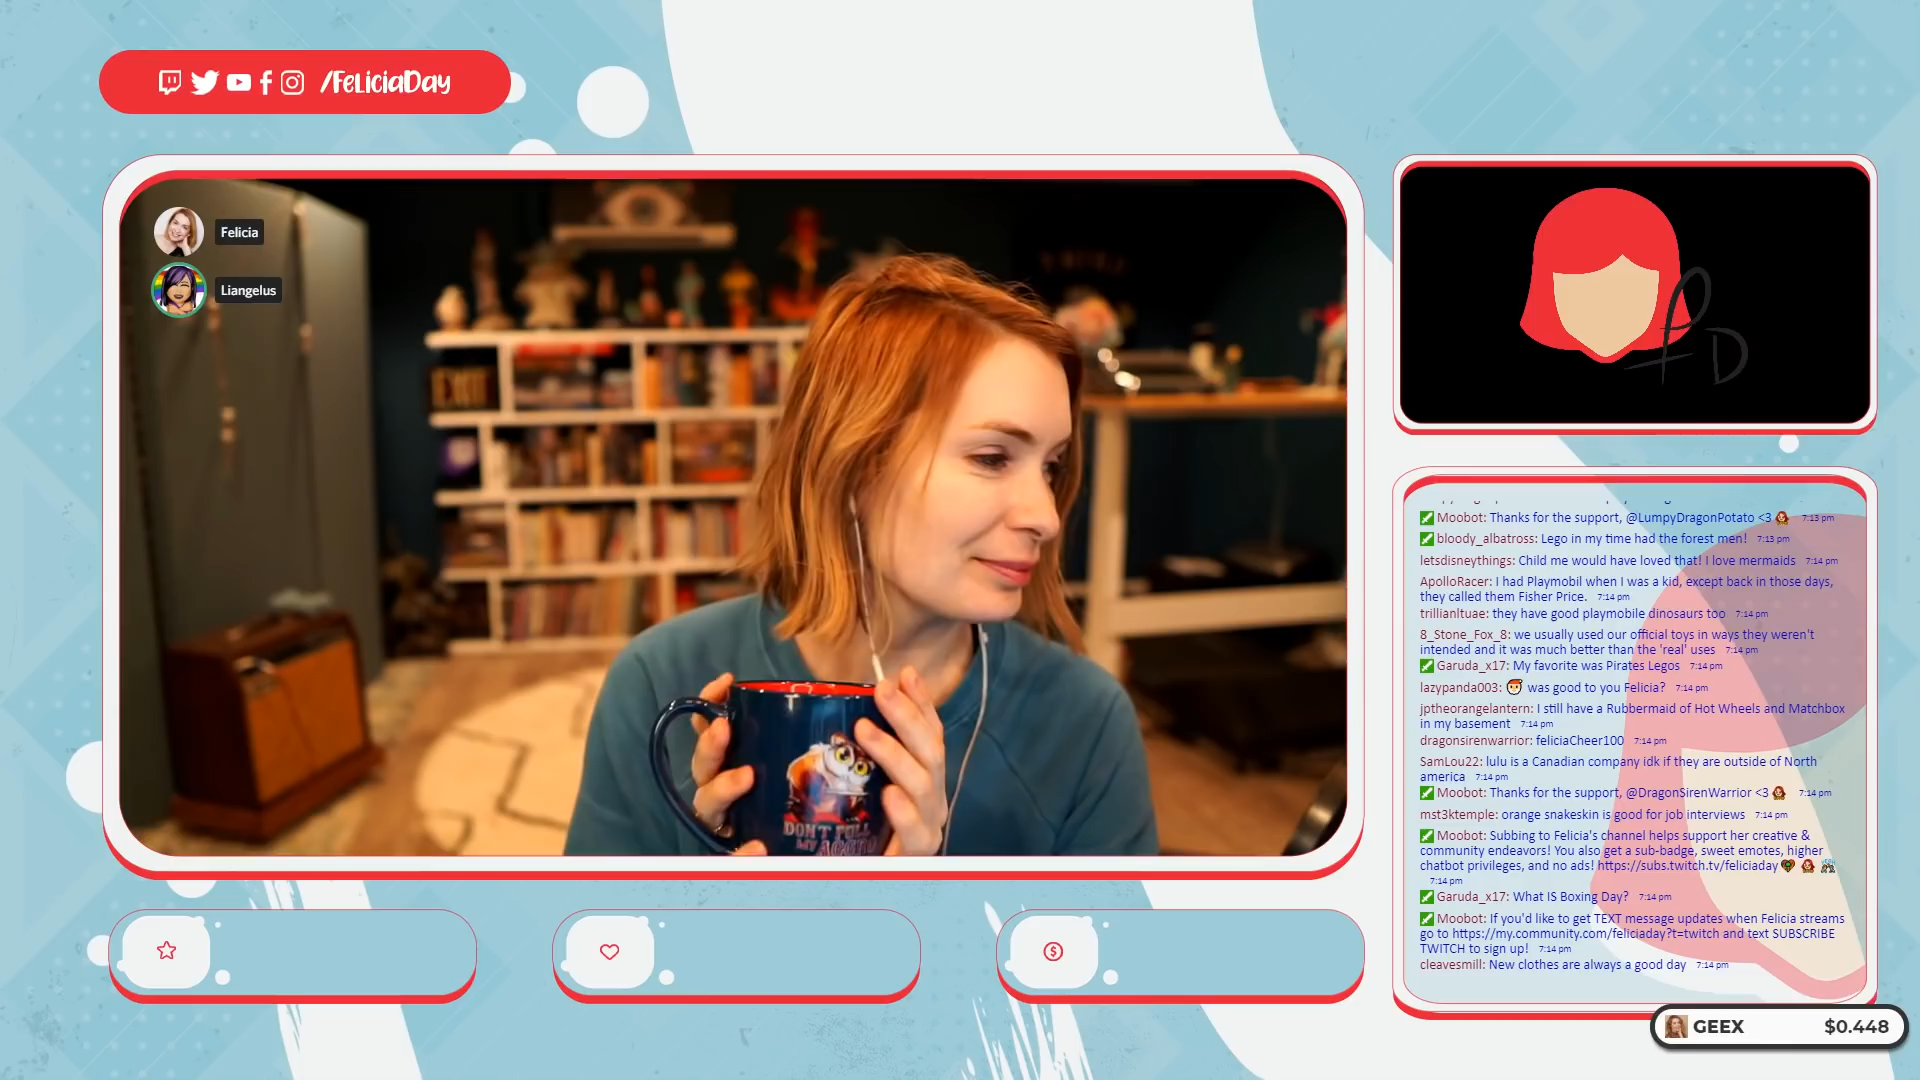 /FeliciaDay
Felicia
Liangelus
EXIT
DON'T PULL
MY
Moobot: Thanks for the support, @LumpyDragonPotato <3 7:13 pm
bloody_albatross: Lego in my time had the forest men! 7:13 pm
letsdisneythings: Child me would have loved that! I love mermaids 7:14 pm
ApolloRacer: I had Playmobil when I was a kid, except back in those days,
they called them Fisher Price. 7:14 pm
trillianltuae: they have good playmobile dinosaurs too 7:14 pm
8_Stone_Fox_8: we usually used our official toys in ways they weren't
intended and it was much better than the 'real' uses 7:14 pm
Garuda_x17: My favorite was Pirates Legos 7:14 pm
lazypanda003: was good to you Felicia? 7:14 pm
jptheorangelantern: I still have a Rubbermaid of Hot Wheels and Matchbox
in my basement 7:14 pm
dragonsirenwarrior: feliciaCheer100 7:14 pm
SamLou22: lulu is a Canadian company idk if they are outside of North
america 7:14 pm
Moobot: Thanks for the support, @DragonSirenWarrior <3 7:14 pm
mst3ktemple: orange snakeskin is good for job interviews 7:14 pm
Moobot: Subbing to Felicia's channel helps support her creative &
community endeavors! You also get a sub-badge, sweet emotes, higher
chatbot privileges, and no ads! https://subs.twitch.tv/feliciaday
7:14 pm
Garuda_x17: What IS Boxing Day? 7:14 pm
Moobot: If you'd like to get TEXT message updates when Felicia streams
go to https://my.community.com/feliciaday?t=twitch and text SUBSCRIBE
TWITCH to sign up! 7:14 pm
cleavesmill: New clothes are always a good day 7:14 pm
GEEX $0.448